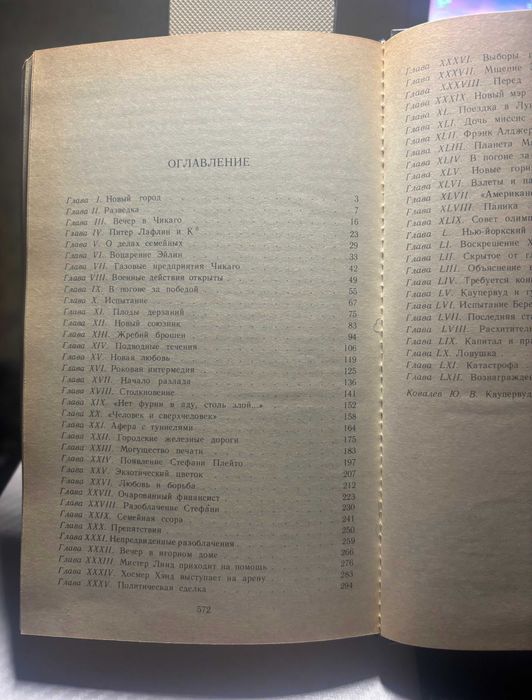 ОГЛАВЛЕНИЕ
Глава I. Новый город 3
Глава II. Разведка 7
Глава III. Вечер в Чикаго 16
Глава IV. Питер Лафлин и К° 23
Глава V. О делах семейных 29
Глава VI. Воцарение Эйлин 33
Глава VII. Газовые предприятия Чикаго 42
Глава VIII. Военные действия открыты 49
Глава IX. В погоне за победой 55
Глава X. Испытание 67
Глава XI. Плоды дерзаний 75
Глава XII. Новый союзник 83
Глава XIII. Жребий брошен 94
Глава XIV. Подводные течения 106
Глава XV. Новая любовь 119
Глава XVI. Роковая интермедия 125
Глава XVII. Начало разлада 136
Глава XVIII. Столкновение 141
Глава XIX. «Нет фурии в аду, столь злой...» 152
Глава XX. «Человек и сверхчеловек» 158
Глава XXI. Афера с туннелями 164
Глава XXII. Городские железные дороги 175
Глава XXIII. Могущество печати 183
Глава XXIV. Появление Стефани Плейто 197
Глава XXV. Экзотический цветок 207
Глава XXVI. Любовь и борьба 212
Глава XXVII. Очарованный финансист 223
Глава XXVIII. Разоблачение Стефани 230
Глава XXIX. Семейная ссора 241
Глава XXX. Препятствия 250
Глава XXXI. Непредвиденные разоблачения 259
Глава XXXII. Вечер в игорном доме 266
Глава XXXIII. Мистер Линд приходит на помощь 276
Глава XXXIV. Хосмер Хэнд выступает на арену 283
Глава XXXV. Политическая сделка 294
572
Глава XXXVI. Выборы
Глава XXXVII. Мщение
Глава XXXVIII. Перед
Глава XXXIX. Новый мэр
Глава XL. Поездка в
Глава XLI. Дочь миссис
Глава XLII. Фрэнк
Глава XLIII. Планета
Глава XLIV. В погоне за
Глава XLV. Новые
Глава XLVI. Взлеты и
Глава XLVII.
Глава XLVIII. Паника
Глава XLIX. Совет
Глава L. Нью-йоркский
Глава LI. Воскрешение
Глава LII. Скрытое от
Глава LIII. Объяснение
Глава LIV. Требуется
Глава LV. Каупервуд и
Глава LVI. Испытание
Глава LVII. Последняя
Глава LVIII.
Глава LIX. Капитал и
Глава LX. Ловушка
Глава LXI. Катастрофа
Глава LXII.
Ковалев Ю. В.